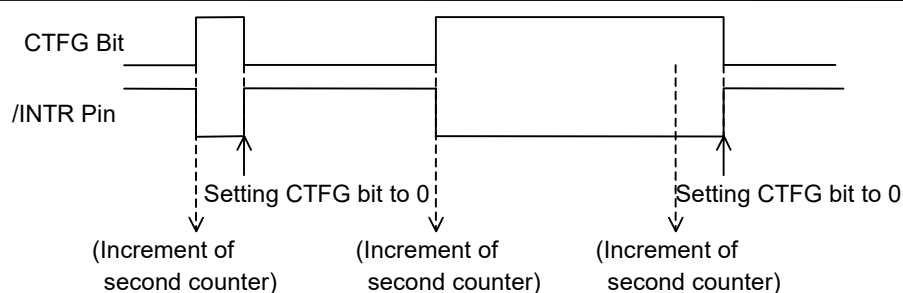 CTFG Bit
/INTR Pin
Setting CTFG bit to 0
Setting CTFG bit to 0
(Increment of
second counter)
(Increment of
second counter)
(Increment of
second counter)